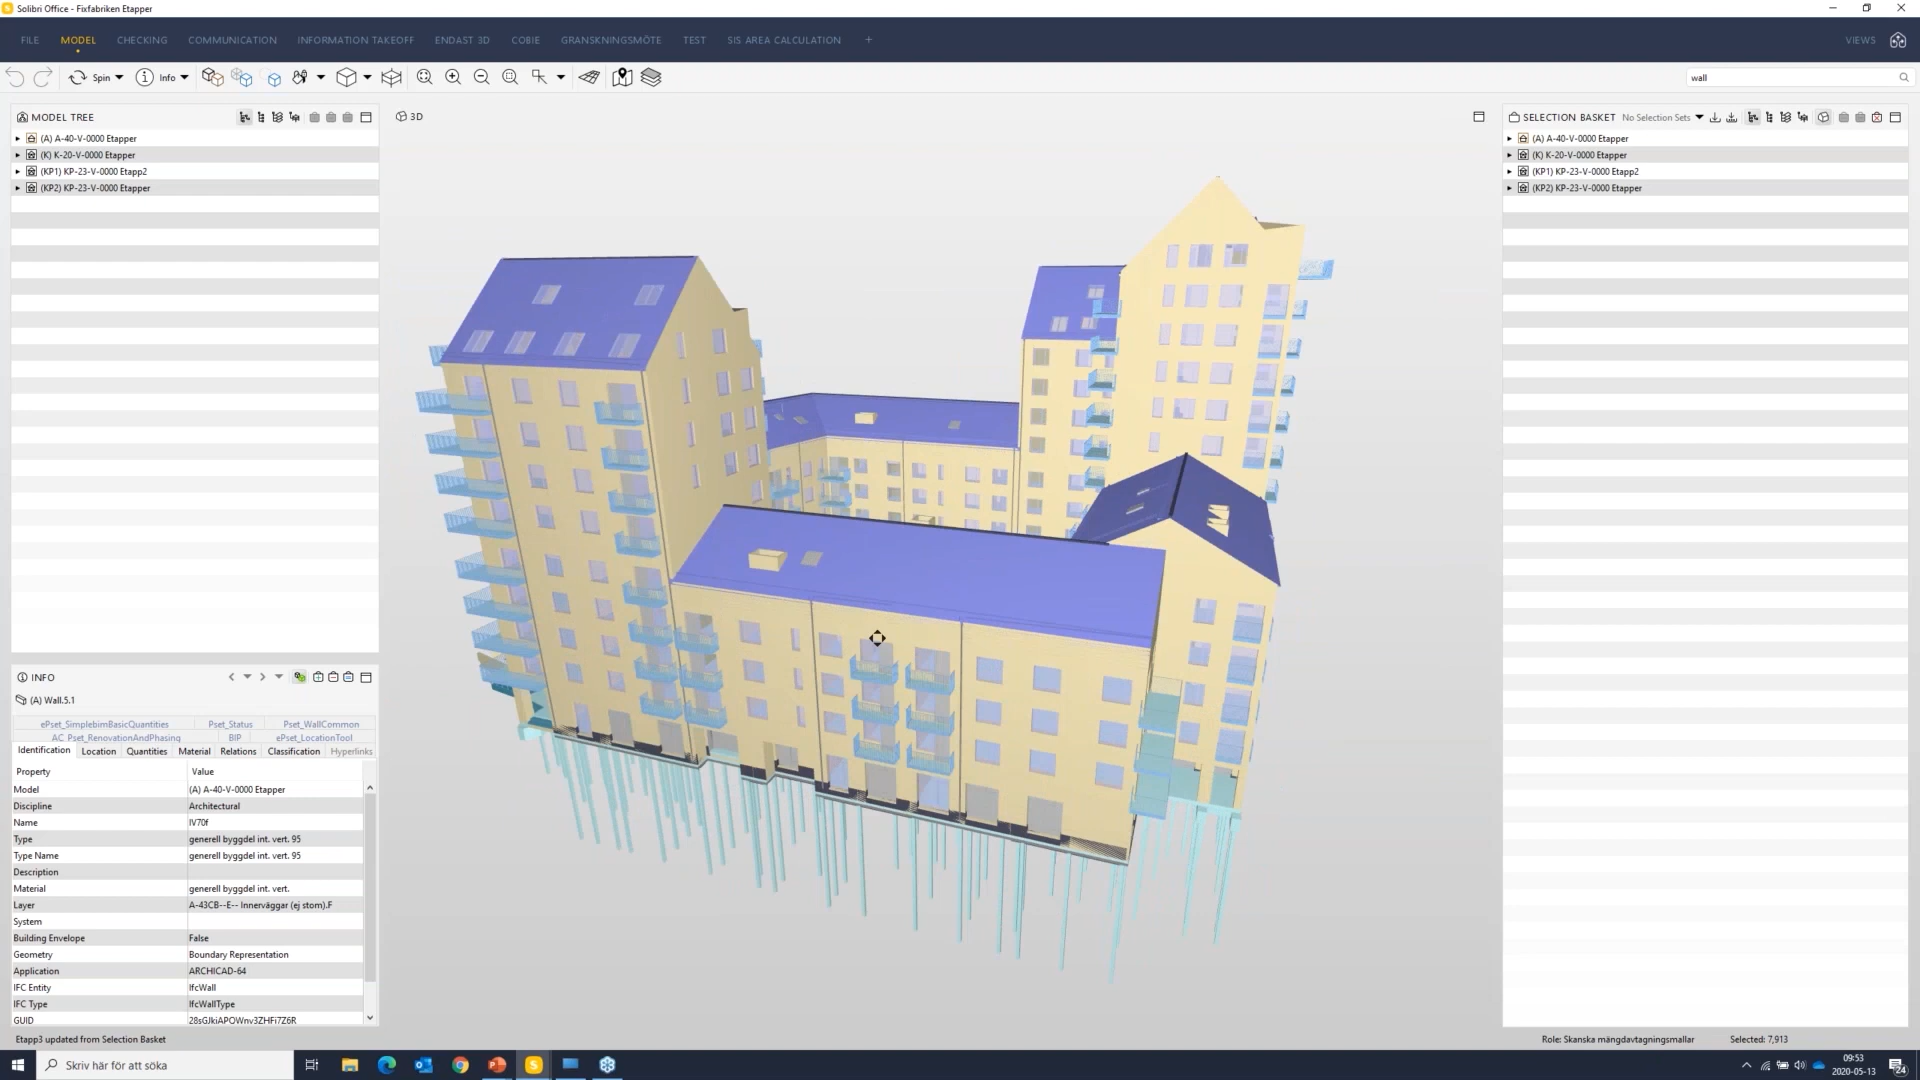 Solibri Office - Fixfabriken Etapper
FILE MODEL CHECKING COMMUNICATION INFORMATION TAKEOFF ENDAST 3D COBIE GRANSKNINGSMÖTE TEST SIS AREA CALCULATION + VIEWS
Spin Info wall
MODEL TREE
(A) A-40-V-0000 Etapper
(K) K-20-V-0000 Etapper
(KP1) KP-23-V-0000 Etapp2
(KP2) KP-23-V-0000 Etapper
3D
SELECTION BASKET No Selection Sets
(A) A-40-V-0000 Etapper
(K) K-20-V-0000 Etapper
(KP1) KP-23-V-0000 Etapp2
(KP2) KP-23-V-0000 Etapper
INFO
(A) Wall.5.1
ePset_SimplebimBasicQuantities Pset_Status Pset_WallCommon
AC_Pset_RenovationAndPhasing BIP ePset_LocationTool
Identification Location Quantities Material Relations Classification Hyperlinks
Property Value
Model (A) A-40-V-0000 Etapper
Discipline Architectural
Name IV70f
Type generell byggdel int. vert. 95
Type Name generell byggdel int. vert. 95
Description
Material generell byggdel int. vert.
Layer A-43CB--E-- Innerväggar (ej stom).F
System
Building Envelope False
Geometry Boundary Representation
Application ARCHICAD-64
IFC Entity IfcWall
IFC Type IfcWallType
GUID 28sGJkiAPOWnv3ZHFi7Z6R
Etapp3 updated from Selection Basket
Role: Skanska mängdavtagningsmallar Selected: 7,913
Skriv här för att söka
09:53
2020-05-13
24